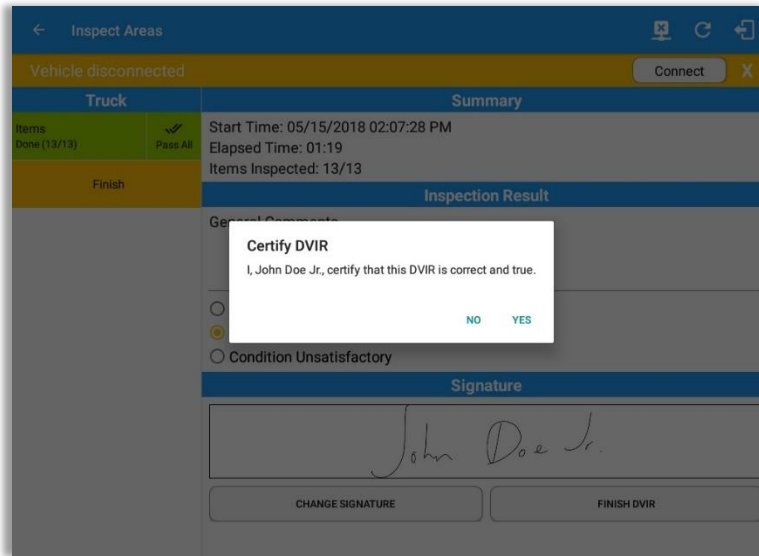 Inspect Areas
Vehicle disconnected
Connect
X
Truck
Items
Done (13/13)
Pass All
Finish
Summary
Start Time: 05/15/2018 02:07:28 PM
Elapsed Time: 01:19
Items Inspected: 13/13
Inspection Result
General Comments
Certify DVIR
I, John Doe Jr., certify that this DVIR is correct and true.
NO YES
Condition Unsatisfactory
Signature
John Doe Jr.
CHANGE SIGNATURE
FINISH DVIR